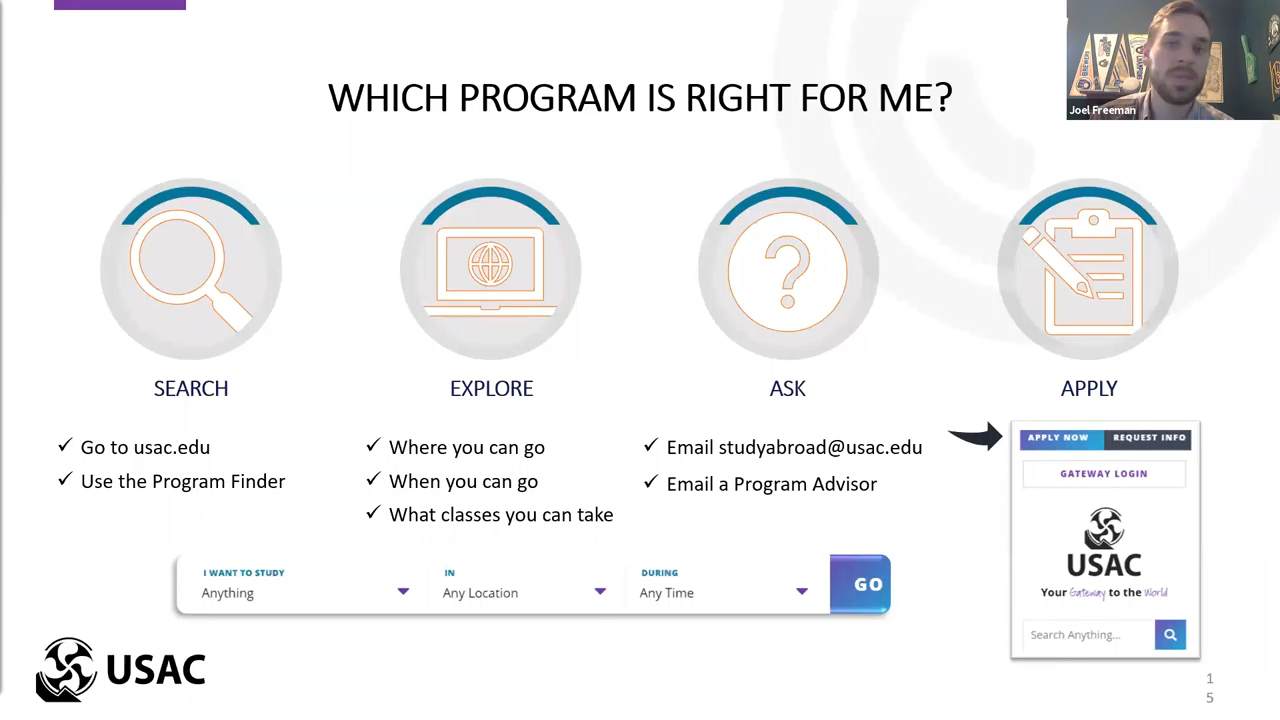 WHICH PROGRAM IS RIGHT FOR ME?
Joel Freeman
SEARCH
Go to usac.edu
Use the Program Finder
EXPLORE
Where you can go
When you can go
What classes you can take
ASK
Email studyabroad@usac.edu
Email a Program Advisor
APPLY
APPLY NOW
REQUEST INFO
GATEWAY LOGIN
USAC
Your Gateway to the World
Search Anything...
I WANT TO STUDY
Anything
IN
Any Location
DURING
Any Time
GO
USAC
1
5